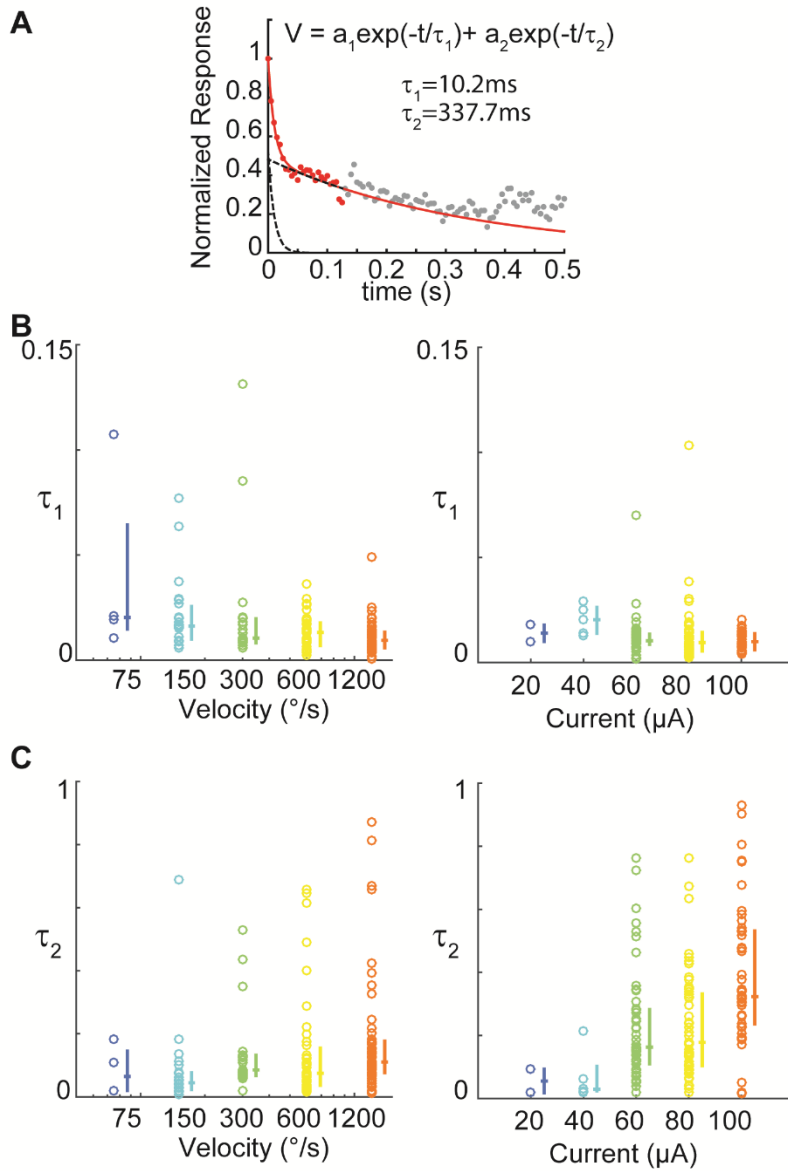 A
V = a₁exp(-t/τ₁)+ a₂exp(-t/τ₂)
τ₁=10.2ms
τ₂=337.7ms
Normalized Response
1
0.8
0.6
0.4
0.2
0
0 0.1 0.2 0.3 0.4 0.5
time (s)
B
0.15
τ₁
0
75 150 300 600 1200
Velocity (°/s)
0.15
τ₁
0
20 40 60 80 100
Current (µA)
C
1
τ₂
0
75 150 300 600 1200
Velocity (°/s)
1
τ₂
0
20 40 60 80 100
Current (µA)